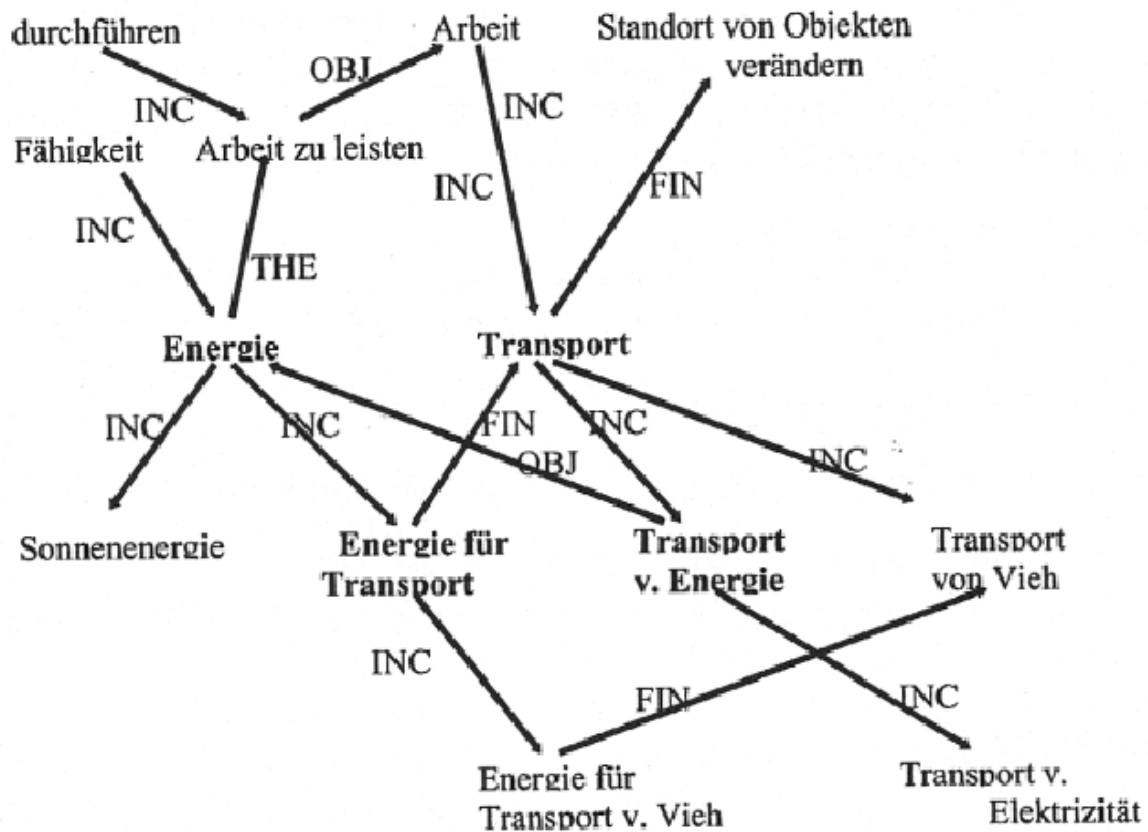 durchführen
Arbeit
Standort von Objekten
verändern
OBJ
INC
INC
Fähigkeit
Arbeit zu leisten
INC
FIN
INC
THE
Energie
Transport
INC
INC
FIN
INC
OBJ
INC
Sonnenenergie
Energie für
Transport
Transport
v. Energie
Transport
von Vieh
INC
FIN
INC
Energie für
Transport v. Vieh
Transport v.
Elektrizität